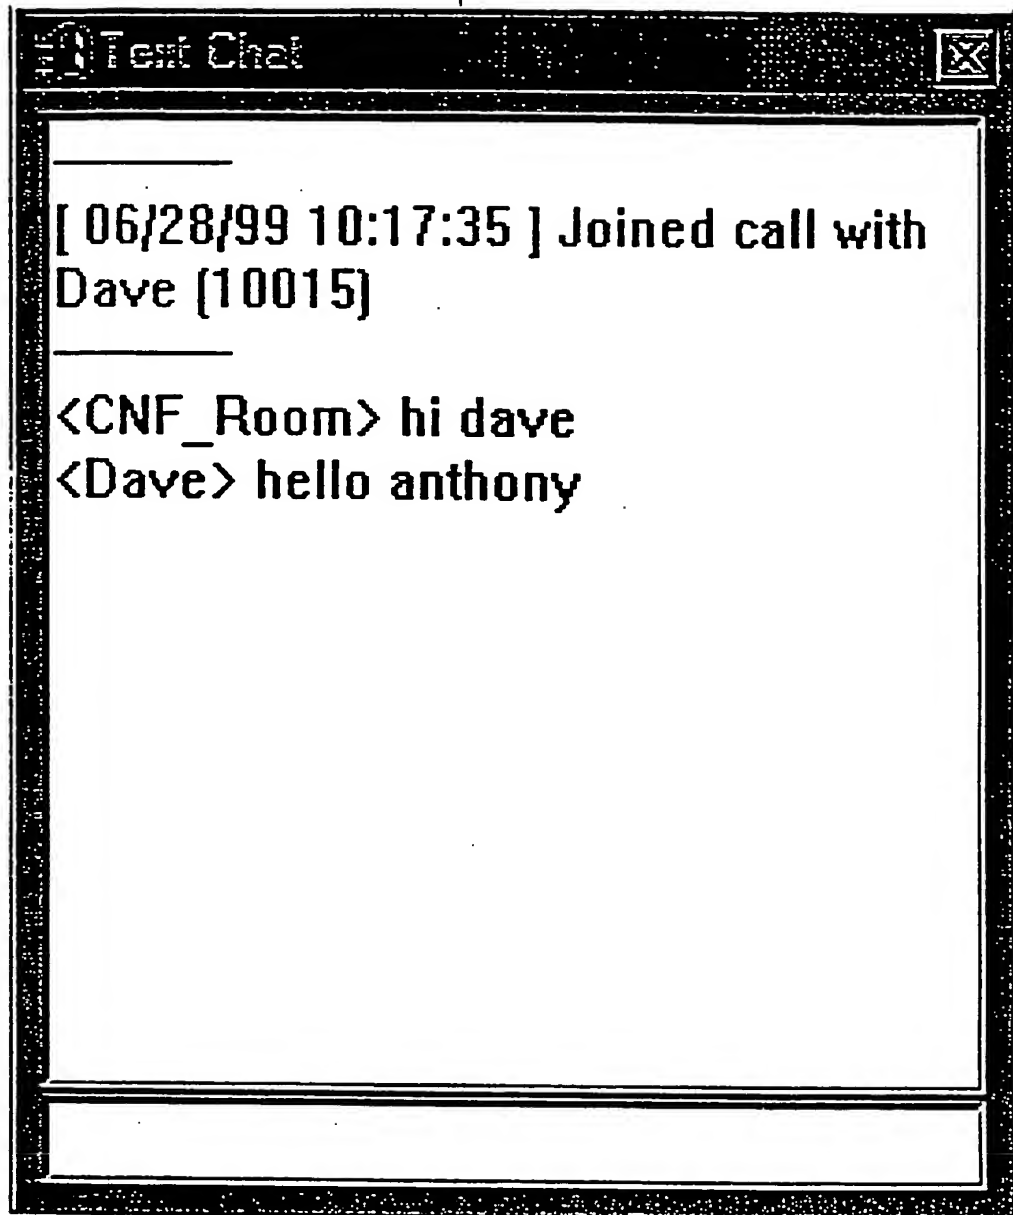 Text Chat
[ 06/28/99 10:17:35 ] Joined call with
Dave [10015]
<CNF_Room> hi dave
<Dave> hello anthony